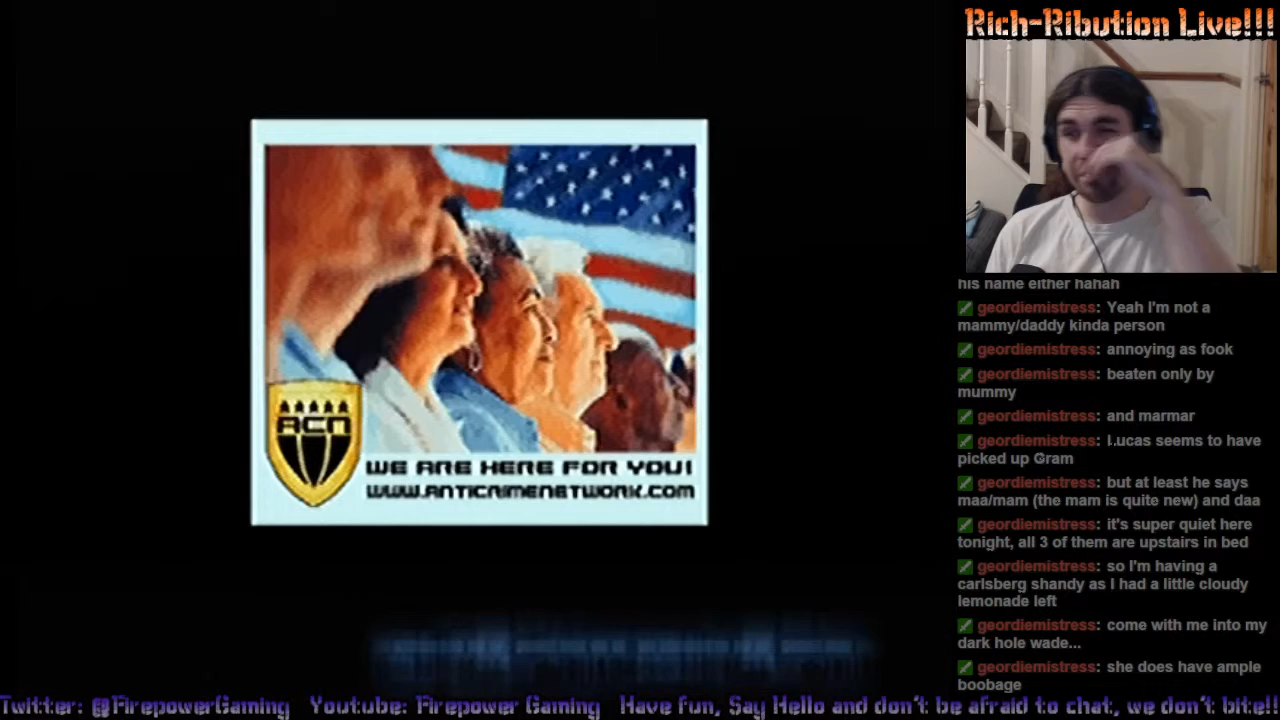 Rich-Ribution Live!!!
ACN
WE ARE HERE FOR YOU!
WWW.ANTICRIMENETWORK.COM
his name either hahah
geordiemistress: Yeah I'm not a
mammy/daddy kinda person
geordiemistress: annoying as fook
geordiemistress: beaten only by
mummy
geordiemistress: and marmar
geordiemistress: Lucas seems to have
picked up Gram
geordiemistress: but at least he says
maa/mam (the mam is quite new) and daa
geordiemistress: it's super quiet here
tonight, all 3 of them are upstairs in bed
geordiemistress: so I'm having a
carlsberg shandy as I had a little cloudy
lemonade left
geordiemistress: come with me into my
dark hole wade...
geordiemistress: she does have ample
boobage
Twitter: @FirepowerGaming Youtube: Firepower Gaming Have fun, Say Hello and don't be afraid to chat, we don't bite!!